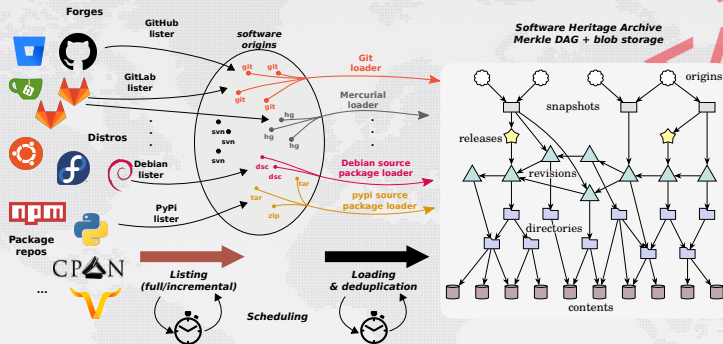 Forges
GitHub
lister
GitLab
lister
.
.
.
Distros
Debian
lister
PyPi
lister
npm
Package
repos
CPAN
...
software
origins
git
git
git
git
hg
hg
hg
svn
svn
svn
dsc
dsc
tar
tar
zip
Git
loader
Mercurial
loader
.
.
.
Debian source
package loader
pypi source
package loader
Listing
(full/incremental)
Loading
& deduplication
Scheduling
Software Heritage Archive
Merkle DAG + blob storage
origins
snapshots
releases
revisions
directories
contents